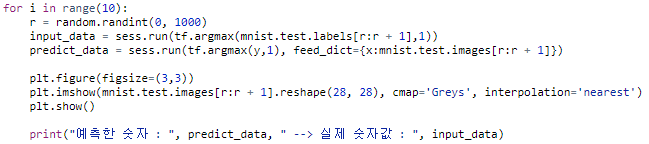 for i in range(10):
    r = random.randint(0, 1000)
    input_data = sess.run(tf.argmax(mnist.test.labels[r:r + 1],1))
    predict_data = sess.run(tf.argmax(y,1), feed_dict={x:mnist.test.images[r:r + 1]})
    plt.figure(figsize=(3,3))
    plt.imshow(mnist.test.images[r:r + 1].reshape(28, 28), cmap='Greys', interpolation='nearest')
    plt.show()
    print("예측한 숫자 : ", predict_data, " --> 실제 숫자값 : ", input_data)